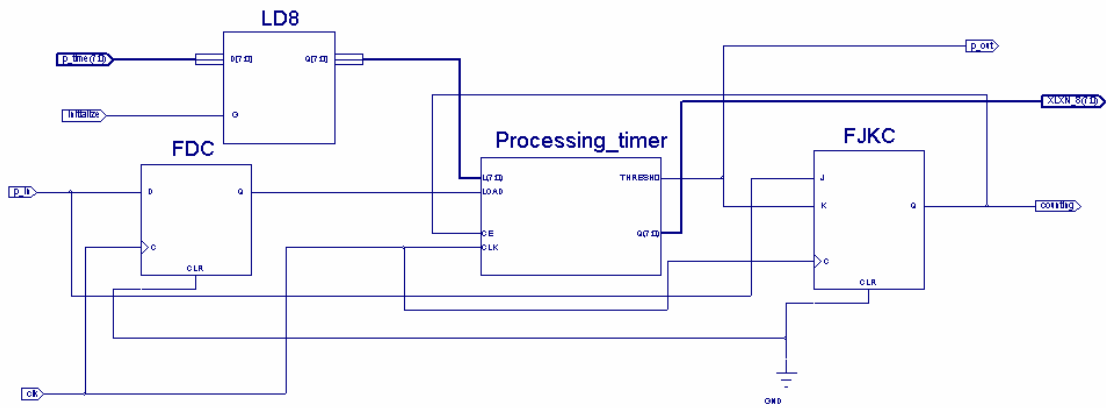 LD8
p_time(7:0)
D[7:0]
Q[7:0]
initialize
G
FDC
p_in
D
Q
C
CLR
Processing_timer
L(7:0)
LOAD
CE
CLK
THRESHO
Q(7:0)
p_out
XLXN_8(7:0)
FJKC
J
K
Q
C
CLR
counting
clk
GND